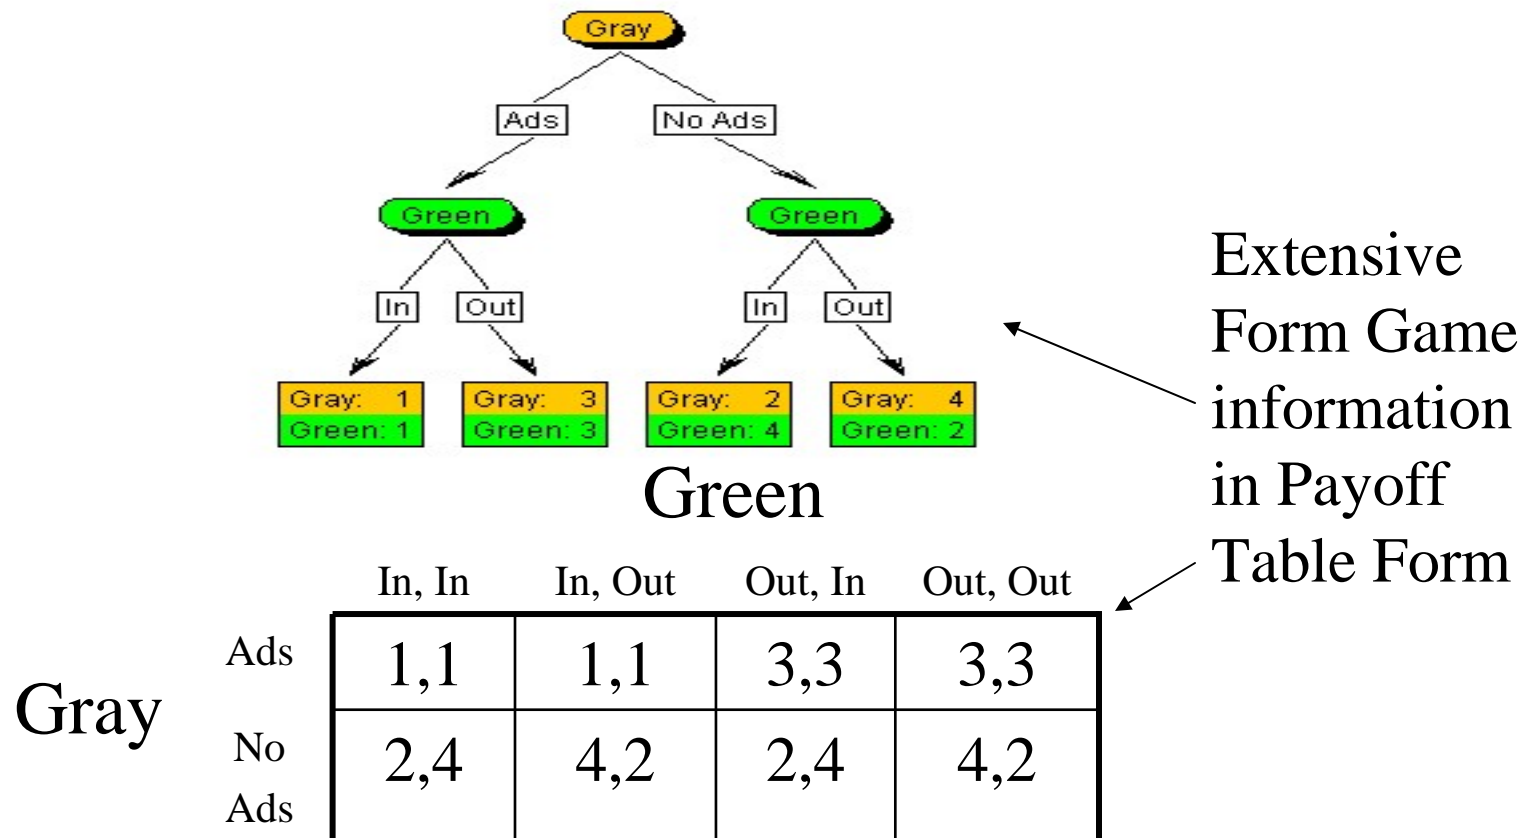 Gray
Ads No Ads
Green Green
In Out In Out
Gray: 1 Gray: 3 Gray: 2 Gray: 4
Green: 1 Green: 3 Green: 4 Green: 2
Extensive
Form Game
information
in Payoff
Table Form
Green
In, In In, Out Out, In Out, Out
Gray
Ads 1,1 1,1 3,3 3,3
No 2,4 4,2 2,4 4,2
Ads